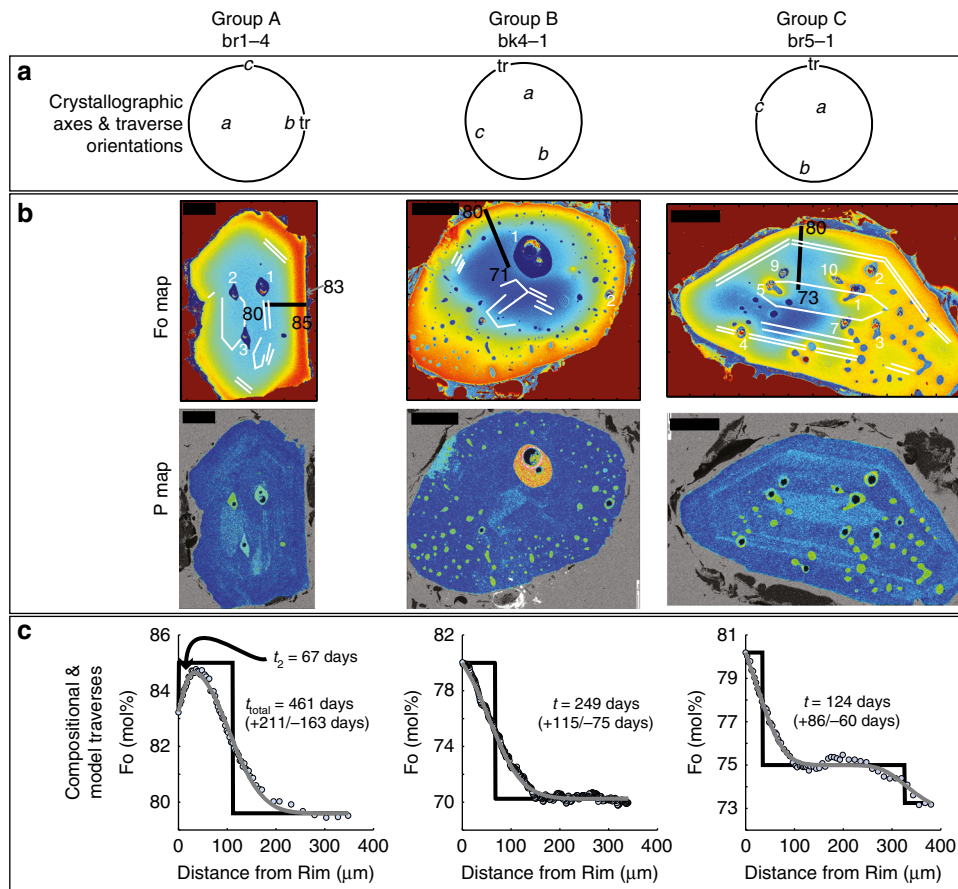 Group A
br1–4
Group B
bk4–1
Group C
br5–1
a
Crystallographic
axes & traverse
orientations
c
a
b tr
tr
a
c
b
tr
a
c
b
b
Fo map
2
1
83
80
85
3
80
1
71
2
80
9
10
2
5
73
1
7
3
4
P map
c
Compositional &
model traverses
Fo (mol%)
86
84
82
80
t2 = 67 days
ttotal = 461 days
(+211/–163 days)
0 100 200 300 400
Distance from Rim (μm)
Fo (mol%)
82
78
74
70
t = 249 days
(+115/–75 days)
0 100 200 300 400
Distance from Rim (μm)
Fo (mol%)
81
79
77
75
73
t = 124 days
(+86/–60 days)
0 100 200 300 400
Distance from Rim (μm)